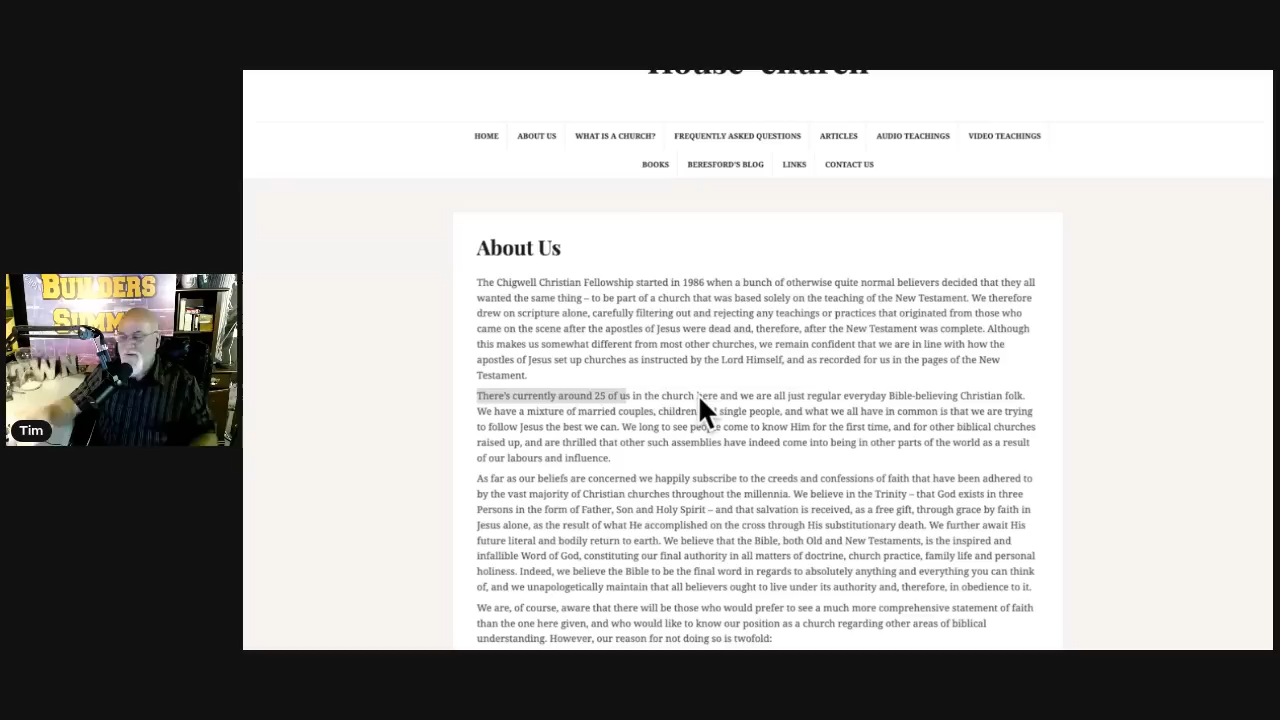 House church
HOME
ABOUT US
WHAT IS A CHURCH?
FREQUENTLY ASKED QUESTIONS
ARTICLES
AUDIO TEACHINGS
VIDEO TEACHINGS
BOOKS
BERESFORD'S BLOG
LINKS
CONTACT US
About Us
The Chigwell Christian Fellowship started in 1986 when a bunch of otherwise quite normal believers decided that they all
wanted the same thing – to be part of a church that was based solely on the teaching of the New Testament. We therefore
drew on scripture alone, carefully filtering out and rejecting any teachings or practices that originated from those who
came on the scene after the apostles of Jesus were dead and, therefore, after the New Testament was complete. Although
this makes us somewhat different from most other churches, we remain confident that we are in line with how the
apostles of Jesus set up churches as instructed by the Lord Himself, and as recorded for us in the pages of the New
Testament.
There's currently around 25 of us in the church here and we are all just regular everyday Bible-believing Christian folk.
We have a mixture of married couples, children single people, and what we all have in common is that we are trying
to follow Jesus the best we can. We long to see people come to know Him for the first time, and for other biblical churches
raised up, and are thrilled that other such assemblies have indeed come into being in other parts of the world as a result
of our labours and influence.
As far as our beliefs are concerned we happily subscribe to the creeds and confessions of faith that have been adhered to
by the vast majority of Christian churches throughout the millennia. We believe in the Trinity – that God exists in three
Persons in the form of Father, Son and Holy Spirit – and that salvation is received, as a free gift, through grace by faith in
Jesus alone, as the result of what He accomplished on the cross through His substitutionary death. We further await His
future literal and bodily return to earth. We believe that the Bible, both Old and New Testaments, is the inspired and
infallible Word of God, constituting our final authority in all matters of doctrine, church practice, family life and personal
holiness. Indeed, we believe the Bible to be the final word in regards to absolutely anything and everything you can think
of, and we unapologetically maintain that all believers ought to live under its authority and, therefore, in obedience to it.
We are, of course, aware that there will be those who would prefer to see a much more comprehensive statement of faith
than the one here given, and who would like to know our position as a church regarding other areas of biblical
understanding. However, our reason for not doing so is twofold:
BUILDERS
SUMM
TWN
Tim